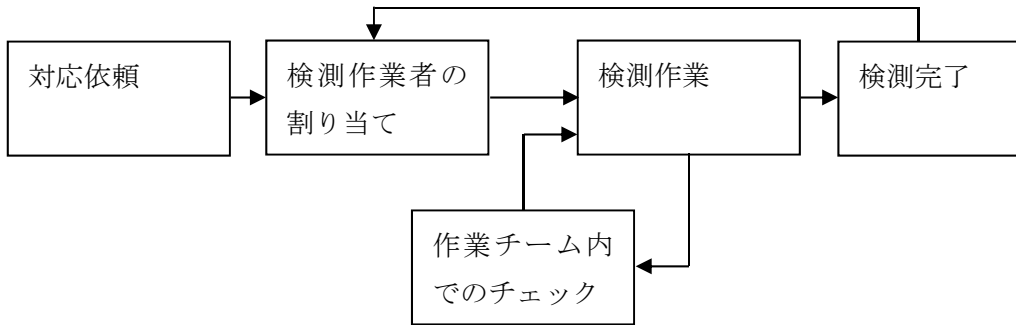 対応依頼
検測作業者の
割り当て
検測作業
検測完了
作業チーム内
でのチェック